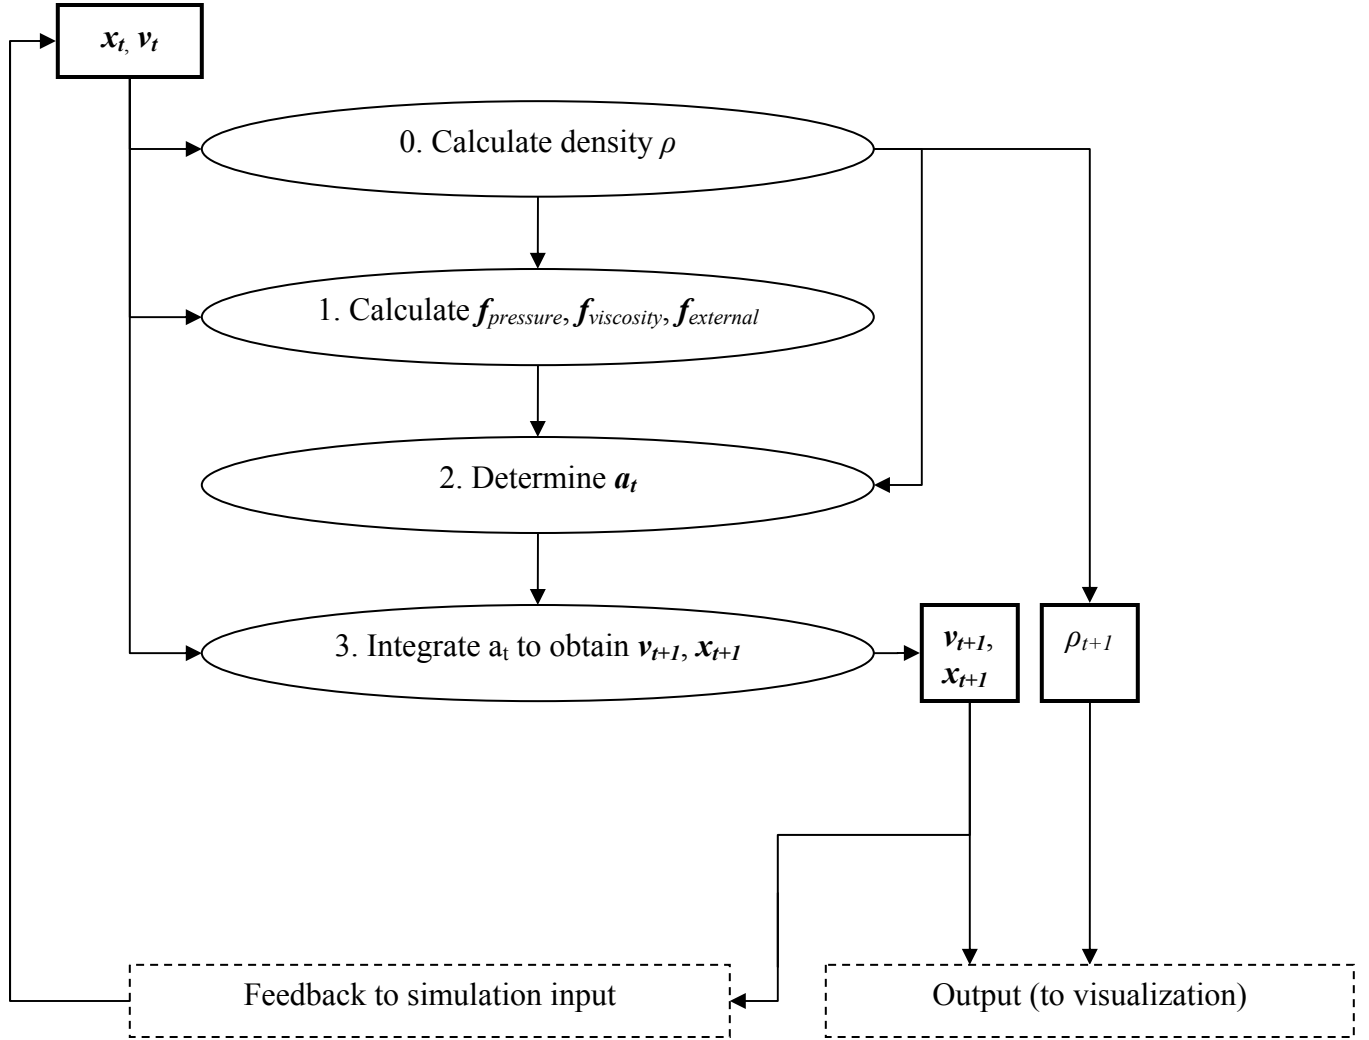 x_t, v_t
0. Calculate density ρ
1. Calculate f_pressure, f_viscosity, f_external
2. Determine a_t
3. Integrate a_t to obtain v_t+1, x_t+1
v_t+1,
x_t+1
ρ_t+1
Feedback to simulation input
Output (to visualization)